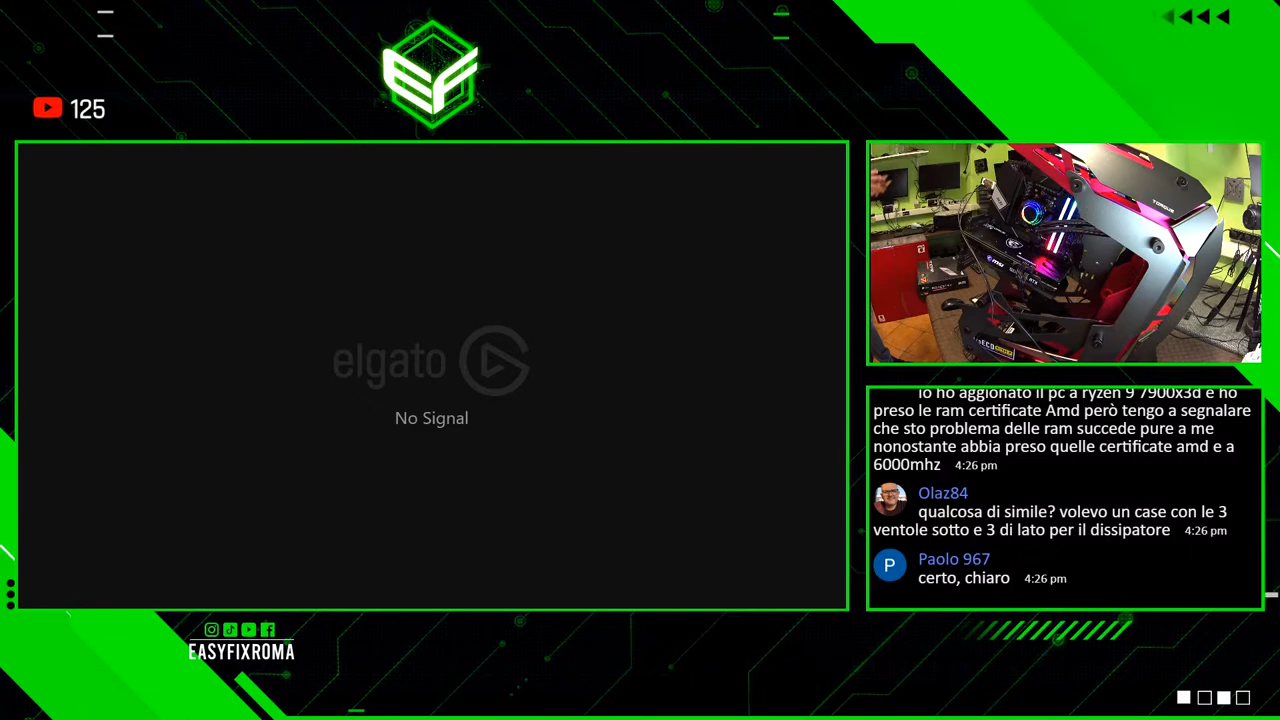 EF
125
elgato
No Signal
TORQUE
Io ho aggionato il pc a ryzen 9 7900x3d e ho
preso le ram certificate Amd però tengo a segnalare
che sto problema delle ram succede pure a me
nonostante abbia preso quelle certificate amd e a
6000mhz 4:26 pm
Olaz84
qualcosa di simile? volevo un case con le 3
ventole sotto e 3 di lato per il dissipatore 4:26 pm
P
Paolo 967
certo, chiaro 4:26 pm
EASYFIXROMA